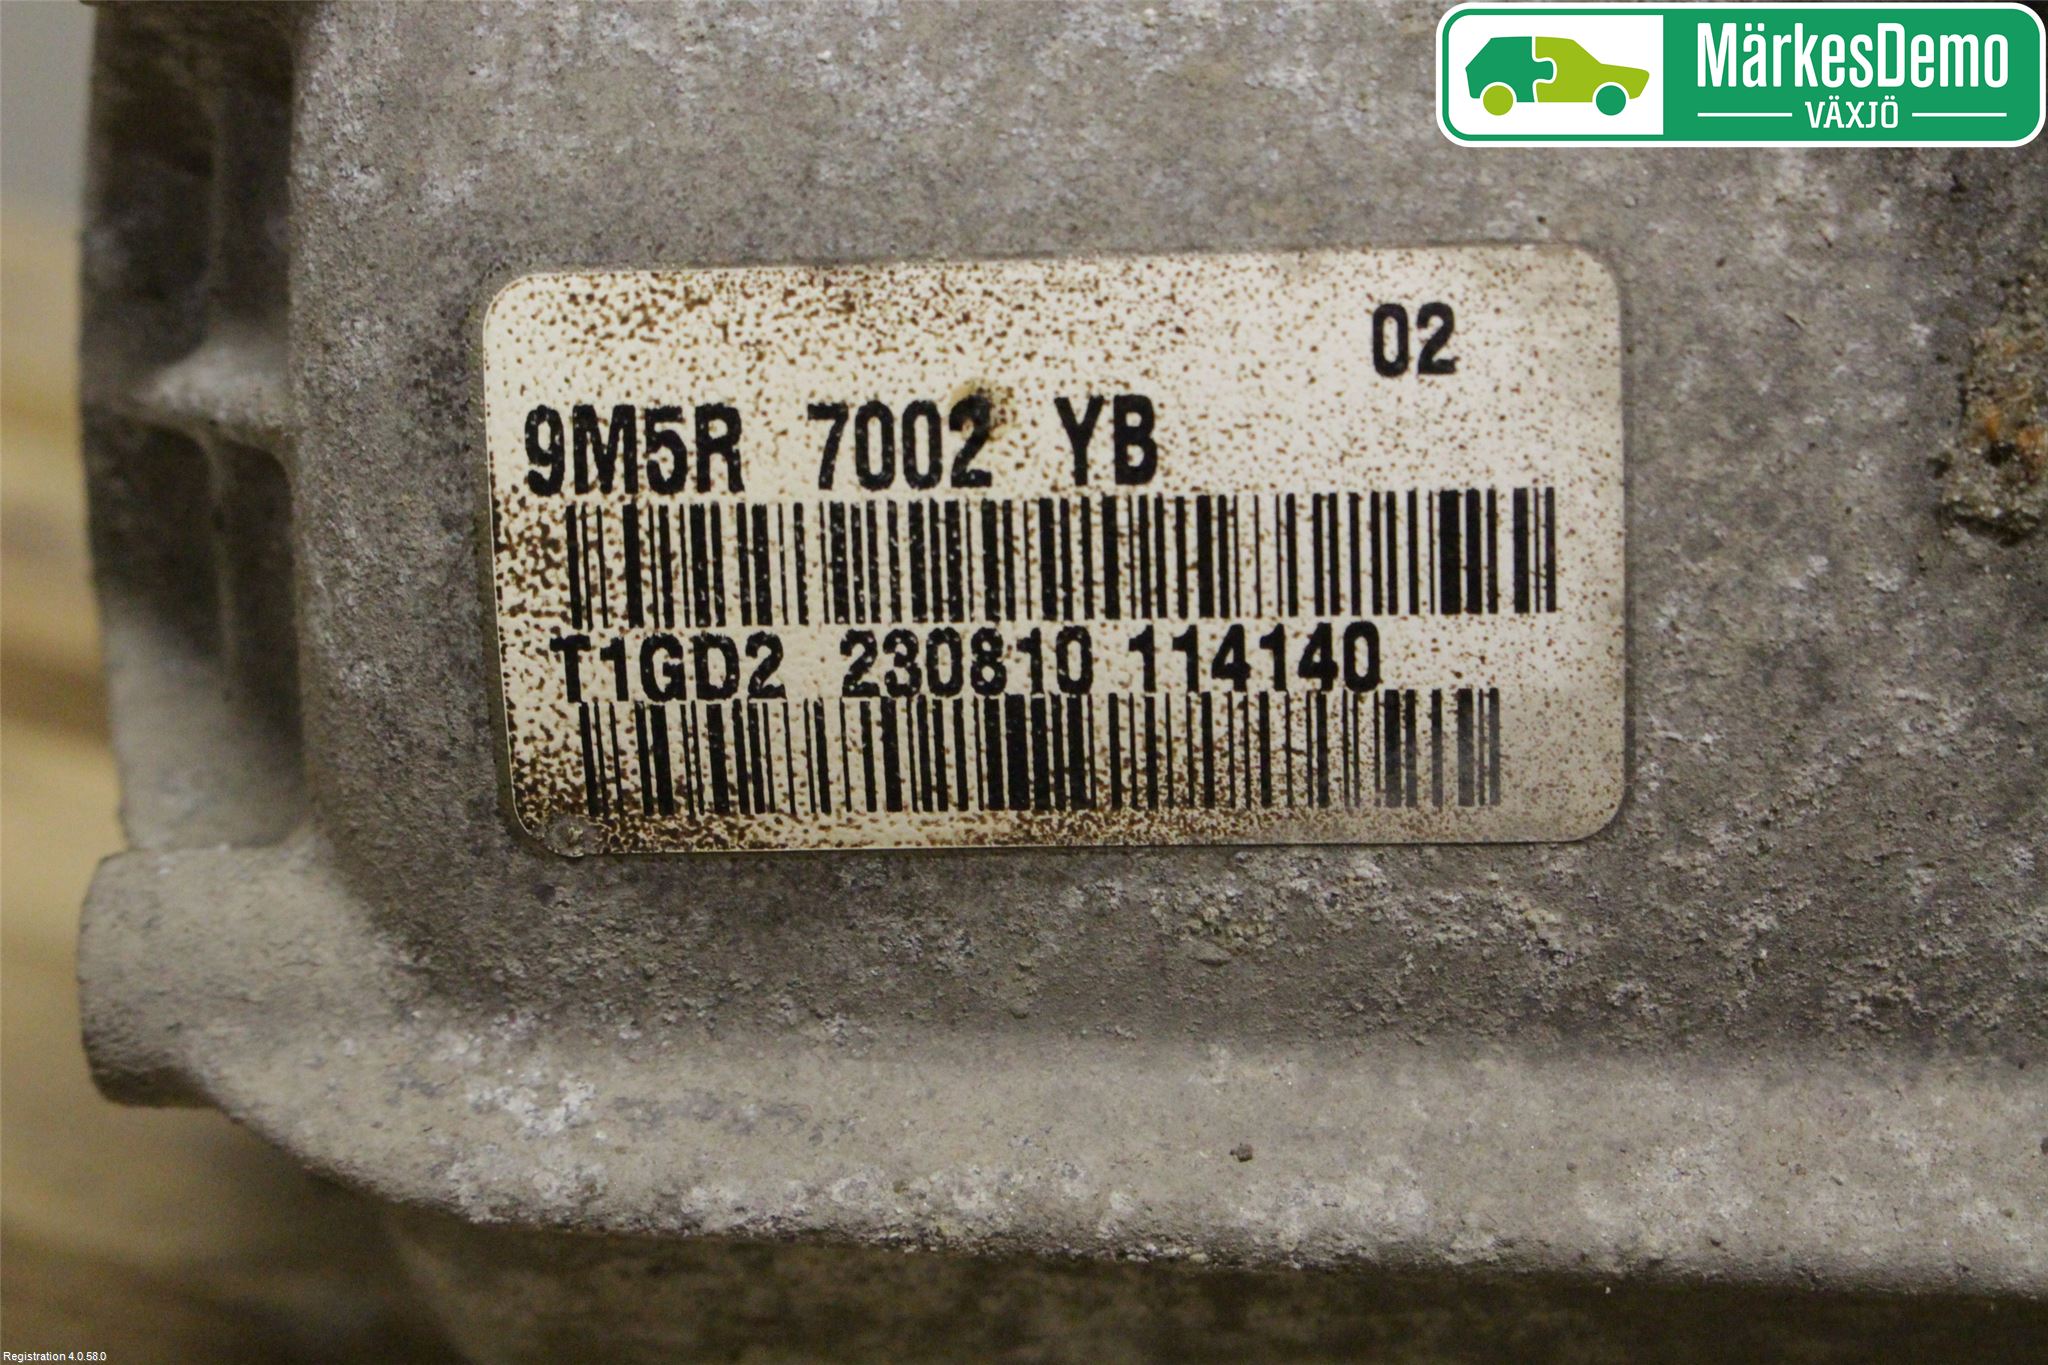 MärkesDemo
VÄXJÖ
02
9M5R 7002 YB
T1GD2 230810 114140
Registration 4.0.58.0